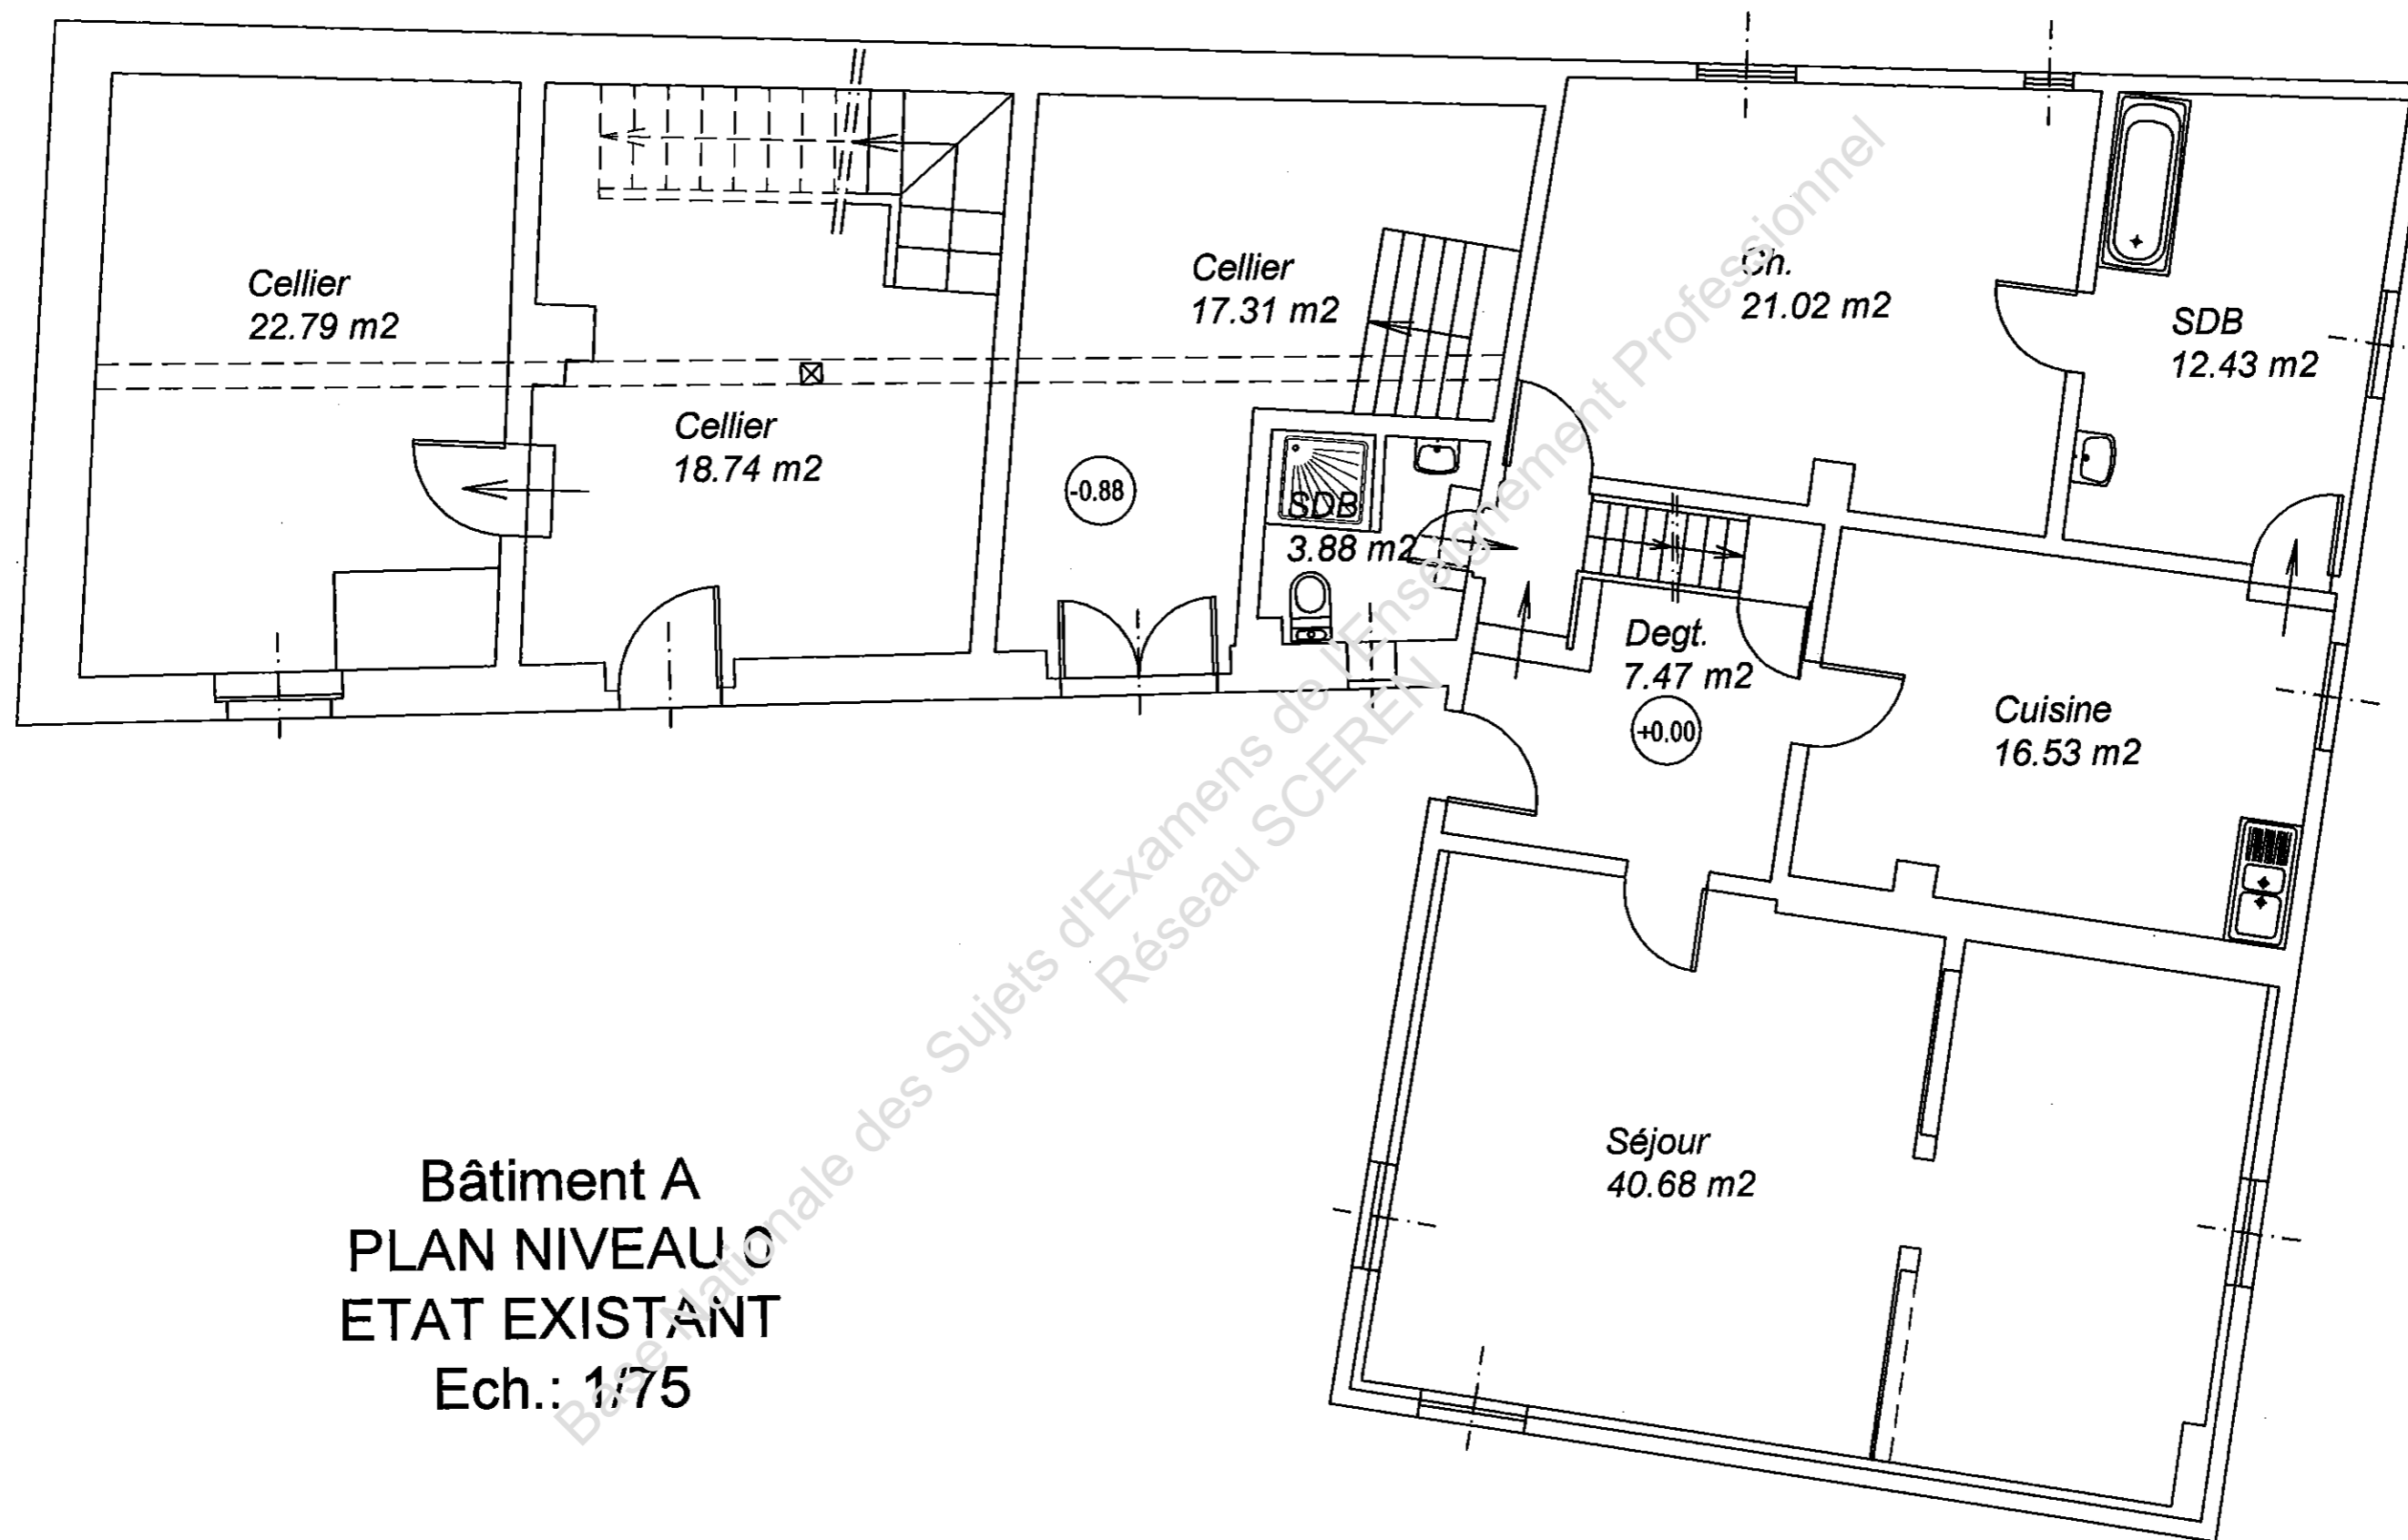 Cellier
22.79 m2
Cellier
18.74 m2
Cellier
17.31 m2
-0.88
SDB
3.88 m2
Ch.
21.02 m2
SDB
12.43 m2
Degt.
7.47 m2
+0.00
Cuisine
16.53 m2
Séjour
40.68 m2
Bâtiment A
PLAN NIVEAU 0
ETAT EXISTANT
Ech.: 1/75
Base Nationale des Sujets d'Examens de l'Enseignement Professionnel
Réseau SCEREN